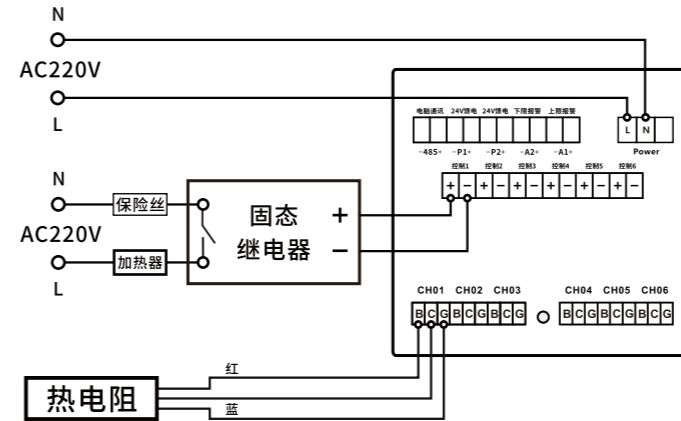 N
AC220V
L
电脑通讯 24V馈电 24V馈电 下限报警 上限报警
L N
-485+ -P1+ -P2+ -A2+ -A1+
Power
控制1 控制2 控制3 控制4 控制5 控制6
+ - + - + - + - + - + -
N
保险丝
AC220V
加热器
L
固态 +
继电器 -
CH01 CH02 CH03 CH04 CH05 CH06
B C G B C G B C G B C G B C G B C G
热电阻
红
蓝